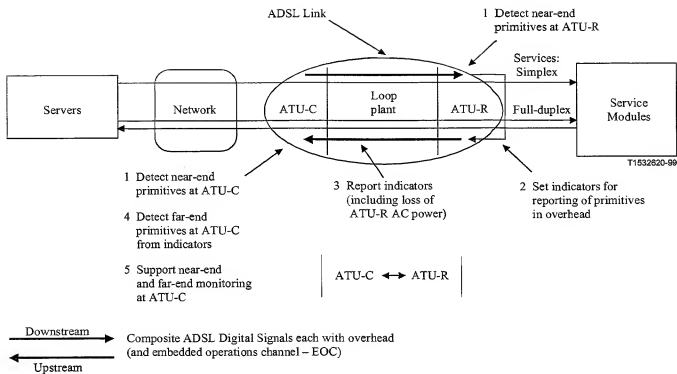 ADSL Link
1 Detect near-end
primitives at ATU-R
Services:
Simplex
Servers
Network
ATU-C
Loop
plant
ATU-R
Full-duplex
Service
Modules
T1532620-99
1 Detect near-end
primitives at ATU-C
4 Detect far-end
primitives at ATU-C
from indicators
5 Support near-end
and far-end monitoring
at ATU-C
3 Report indicators
(including loss of
ATU-R AC power)
2 Set indicators for
reporting of primitives
in overhead
ATU-C ↔ ATU-R
Downstream
Upstream
Composite ADSL Digital Signals each with overhead
(and embedded operations channel – EOC)